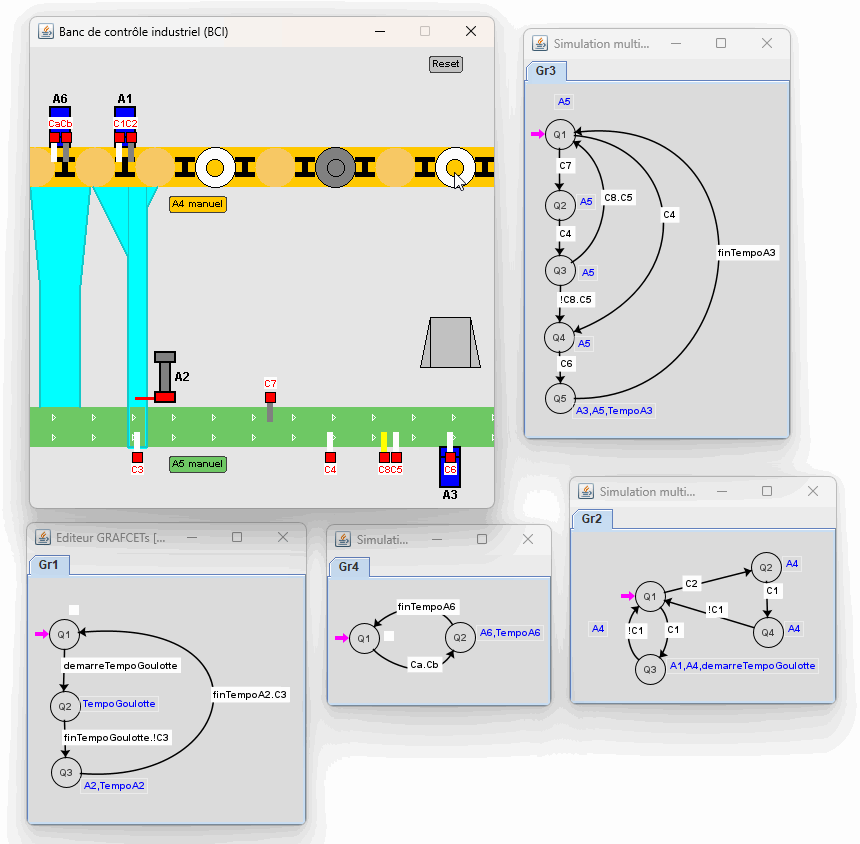 Banc de contrôle industriel (BCI)
Reset
A6
A1
CaCb
C1C2
A4 manuel
A2
C7
A5 manuel
C3
C4
C8C5
C6
A3
Simulation multi...
Gr3
A5
Q1
C7
Q2
A5
C8.C5
C4
C4
Q3
A5
finTempoA3
!C8.C5
Q4
A5
C6
Q5
A3,A5,TempoA3
Editeur GRAFCETs [...
Gr1
Q1
demarreTempoGoulotte
Q2
TempoGoulotte
finTempoA2.C3
finTempoGoulotte.!C3
Q3
A2,TempoA2
Simulati...
Gr4
finTempoA6
Q1
Q2
A6,TempoA6
Ca.Cb
Simulation multi...
Gr2
Q2
A4
C2
Q1
C1
!C1
A4
!C1
C1
Q4
A4
Q3
A1,A4,demarreTempoGoulotte